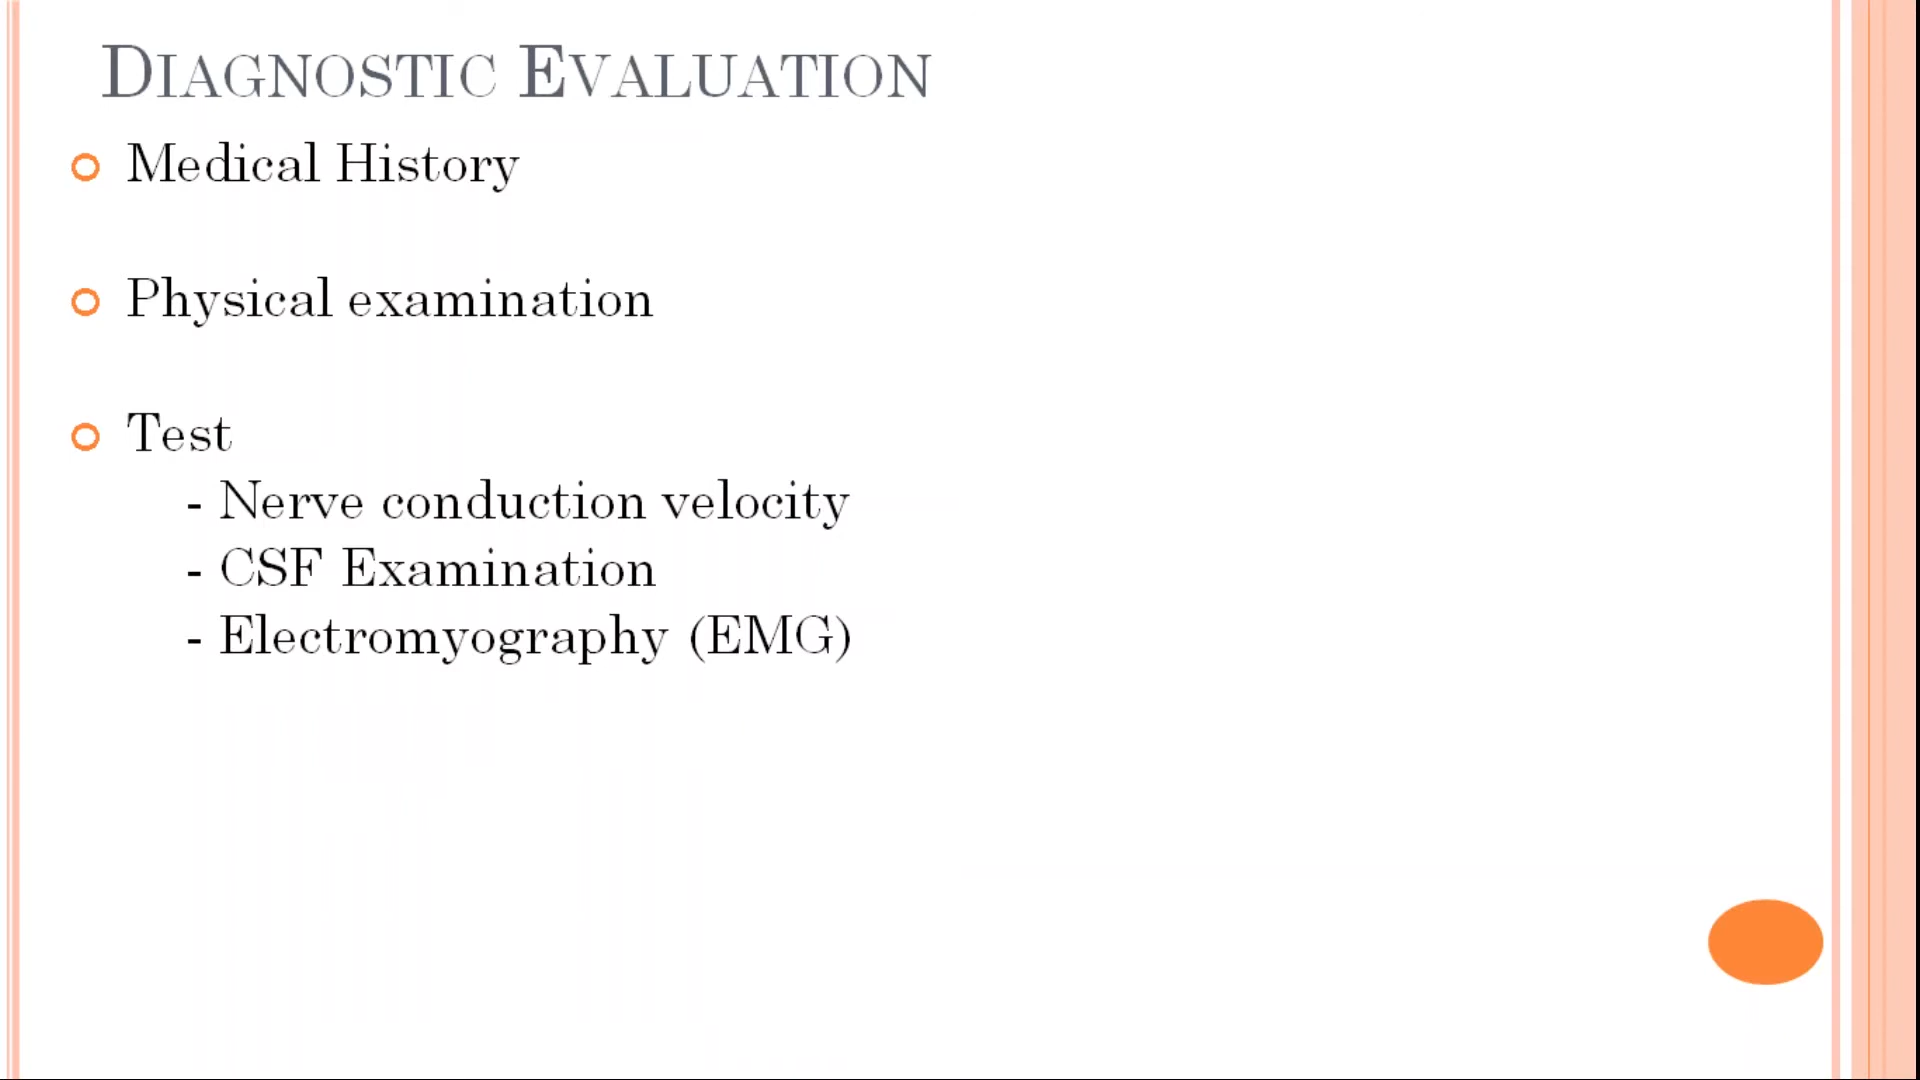 Diagnostic Evaluation
Medical History
Physical examination
Test
- Nerve conduction velocity
- CSF Examination
- Electromyography (EMG)